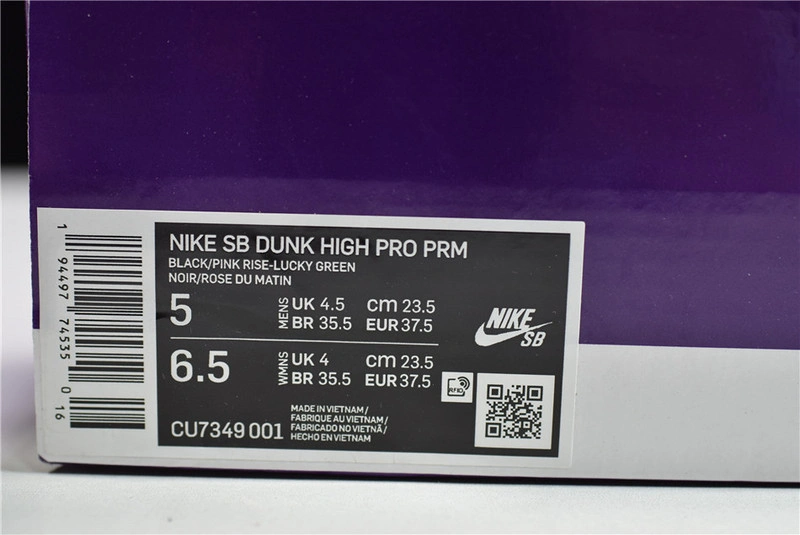 NIKE SB DUNK HIGH PRO PRM
BLACK/PINK RISE-LUCKY GREEN
NOIR/ROSE DU MATIN
5 MENS UK 4.5 cm 23.5
BR 35.5 EUR 37.5
6.5 WMNS UK 4 cm 23.5
BR 35.5 EUR 37.5
CU7349 001
MADE IN VIETNAM/
FABRIQUE AU VIETNAM/
FABRICADO NO VIETNÃ/
HECHO EN VIETNAM
RFID
NIKE
SB
1 94497 74535 0 16